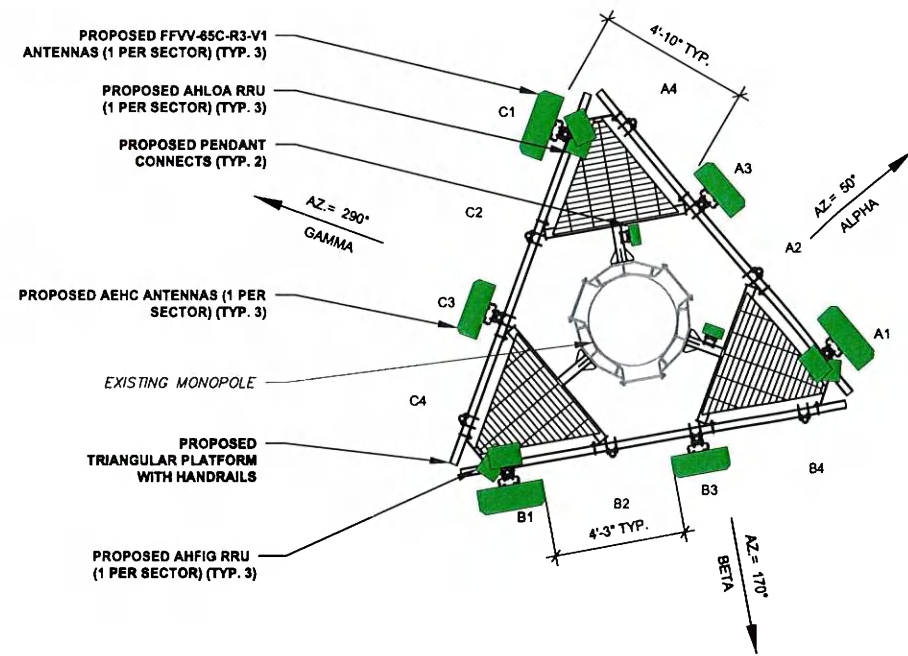 PROPOSED FFVV-65C-R3-V1
ANTENNAS (1 PER SECTOR) (TYP. 3)
PROPOSED AHLOA RRU
(1 PER SECTOR) (TYP. 3)
PROPOSED PENDANT
CONNECTS (TYP. 2)
AZ.= 290°
GAMMA
PROPOSED AEHC ANTENNAS (1 PER
SECTOR) (TYP. 3)
EXISTING MONOPOLE
PROPOSED
TRIANGULAR PLATFORM
WITH HANDRAILS
PROPOSED AHFIG RRU
(1 PER SECTOR) (TYP. 3)
C1
C2
C3
C4
4'-10" TYP.
A4
A3
AZ.= 50°
ALPHA
A2
A1
B4
B3
B2
B1
4'-3" TYP.
AZ.= 170°
BETA